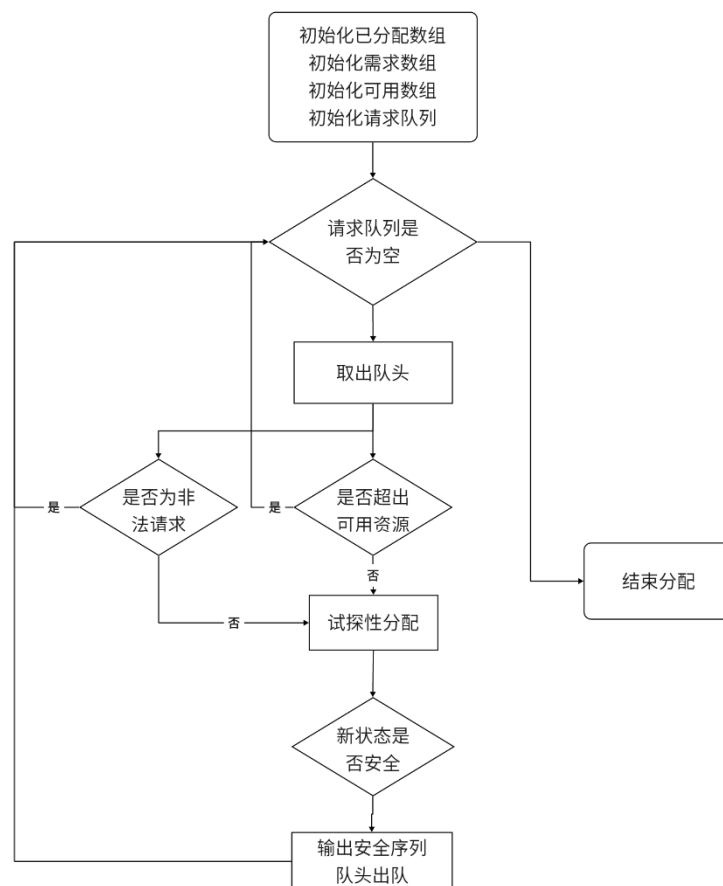 初始化已分配数组
初始化需求数组
初始化可用数组
初始化请求队列
请求队列是
否为空
取出队头
是否为非
法请求
是
是否超出
可用资源
是
否
否
试探性分配
结束分配
新状态是
否安全
输出安全序列
队头出队